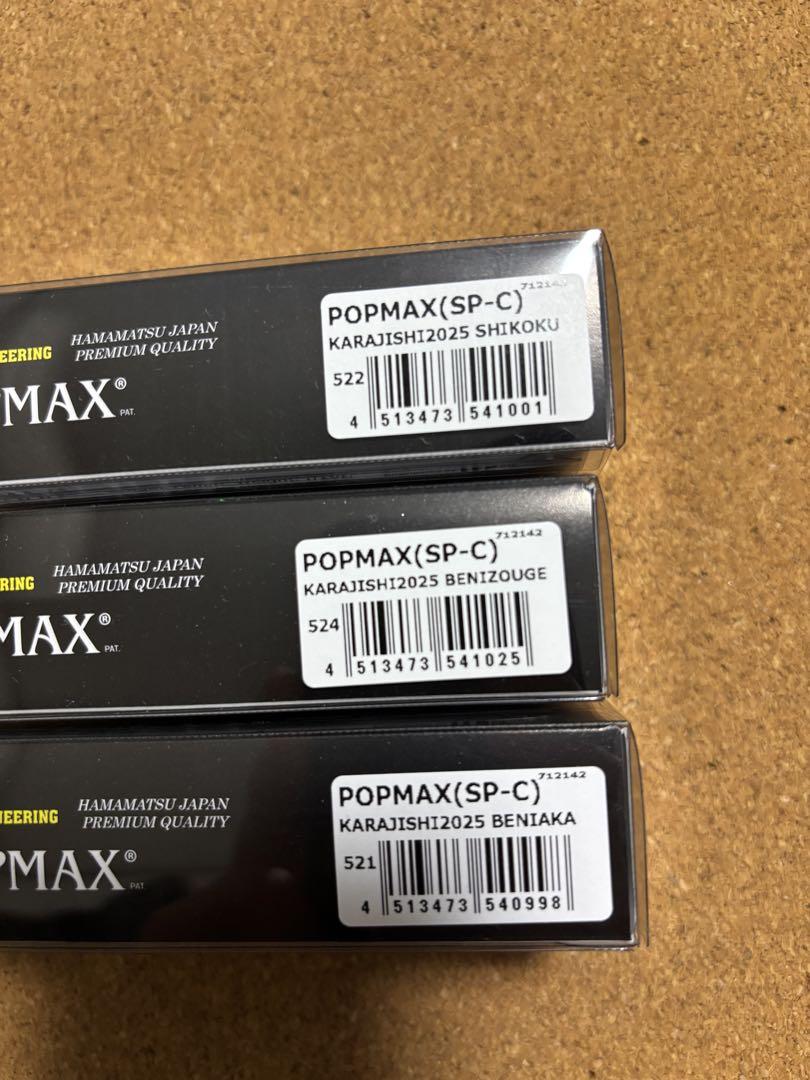 EERING
HAMAMATSU JAPAN
PREMIUM QUALITY
PMAX®
PAT.
POPMAX(SP-C)
KARAJISHI2025 SHIKOKU
522
4 513473 541001
RING
HAMAMATSU JAPAN
PREMIUM QUALITY
MAX®
PAT.
712142
POPMAX(SP-C)
KARAJISHI2025 BENIZOUGE
524
4 513473 541025
NEERING
HAMAMATSU JAPAN
PREMIUM QUALITY
PMAX®
PAT.
712142
POPMAX(SP-C)
KARAJISHI2025 BENIAKA
521
4 513473 540998